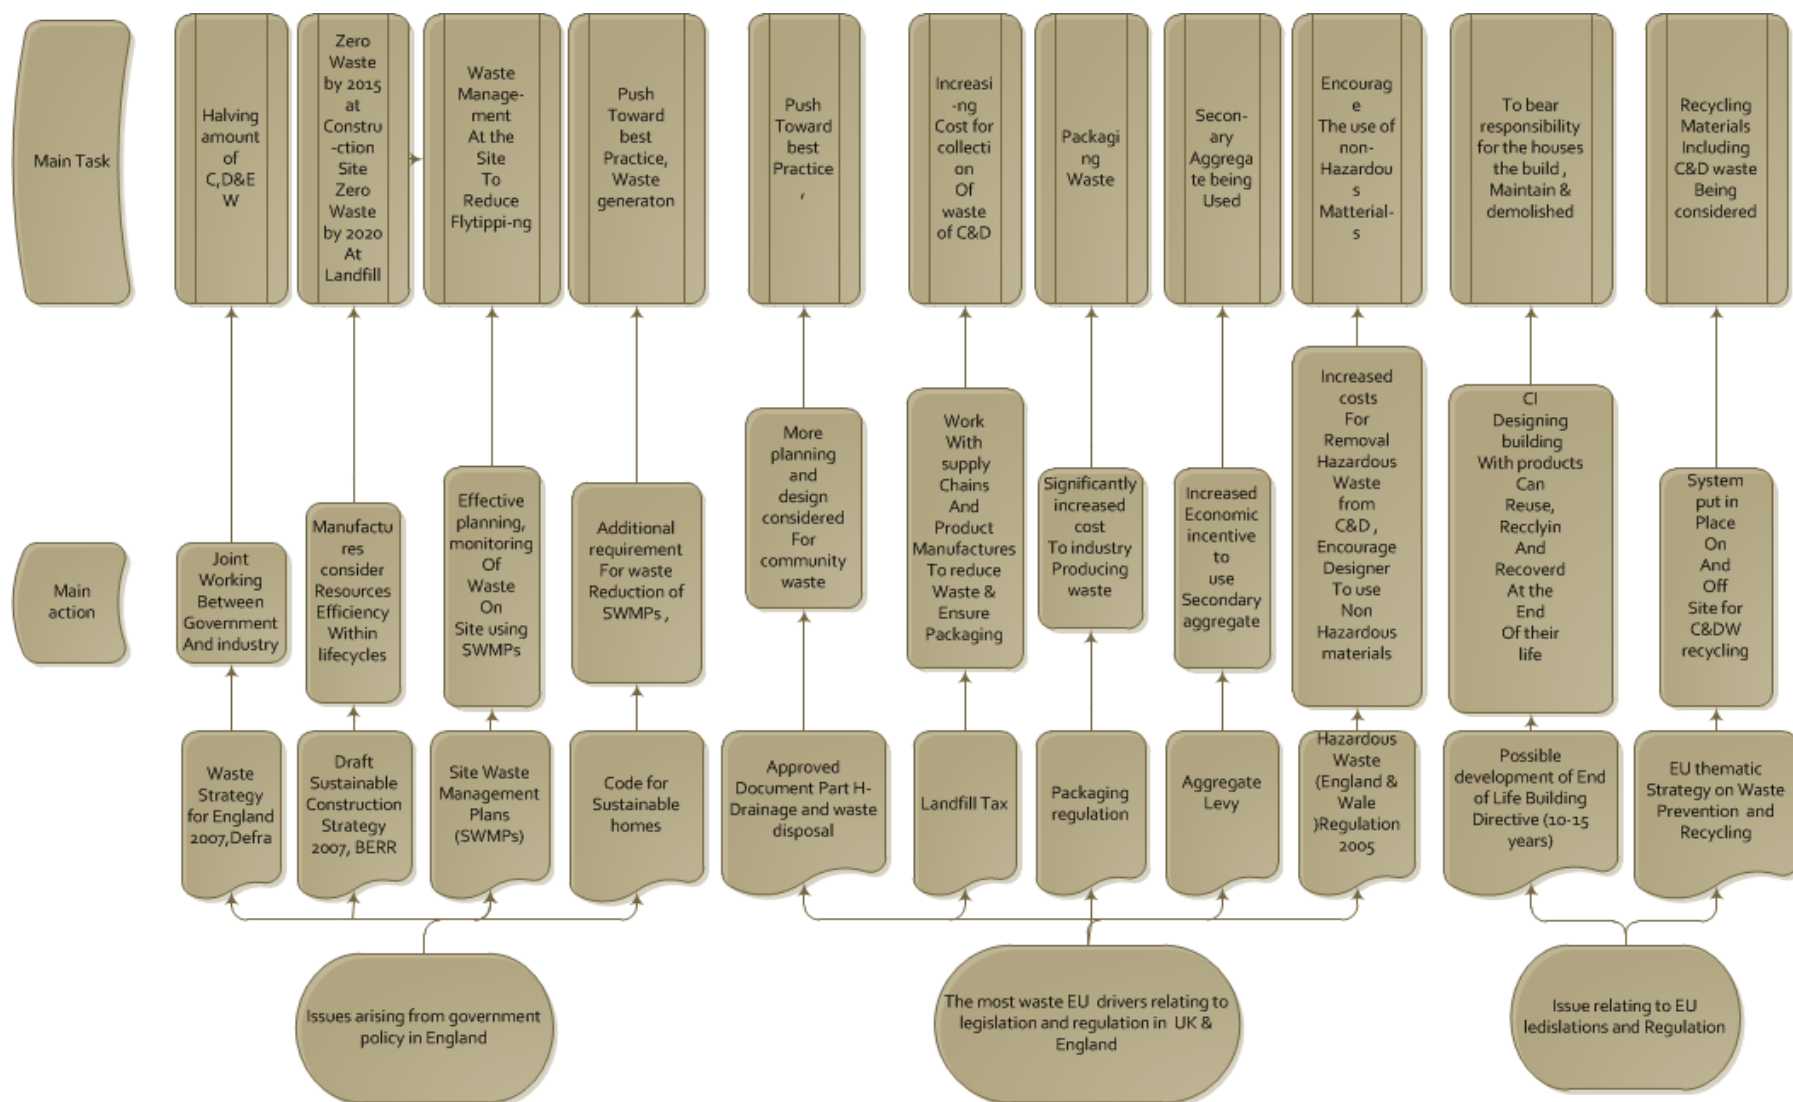 Main Task
Halving
amount
of
C,D&E
W
Zero
Waste
by 2015
at
Constru
-ction
Site
Zero
Waste
by 2020
At
Landfill
Waste
Manage-
ment
At the
Site
To
Reduce
Flytippi-ng
Push
Toward
best
Practice,
Waste
generaton
Push
Toward
best
Practice
,
Increasi
-ng
Cost for
collecti
on
Of
waste
of C&D
Packagi
ng
Waste
Secon-
ary
Aggrega
te being
Used
Encourag
e
The use of
non-
Hazardou
s
Matterial-
s
To bear
responsibility
for the houses
the build ,
Maintain &
demolished
Recycling
Materials
Including
C&D waste
Being
considered
Main
action
Joint
Working
Between
Government
And industry
Manufactu
res
consider
Resources
Efficiency
Within
lifecycles
Effective
planning,
monitoring
Of
Waste
On
Site using
SWMPs
Additional
requirement
For waste
Reduction of
SWMPs ,
More
planning
and
design
considered
For
community
waste
Work
With
supply
Chains
And
Product
Manufactures
To reduce
Waste &
Ensure
Packaging
Significantly
increased
cost
To industry
Producing
waste
Increased
Economic
incentive
to
use
Secondary
aggregate
Increased
costs
For
Removal
Hazardous
Waste
from
C&D ,
Encourage
Designer
To use
Non
Hazardous
materials
CI
Designing
building
With products
Can
Reuse,
Recclyin
And
Recoverd
At the
End
Of their
life
System
put in
Place
On
And
Off
Site for
C&DW
recycling
Waste
Strategy
for England
2007,Defra
Draft
Sustainable
Construction
Strategy
2007, BERR
Site Waste
Management
Plans
(SWMPs)
Code for
Sustainable
homes
Approved
Document Part H-
Drainage and waste
disposal
Landfill Tax
Packaging
regulation
Aggregate
Levy
Hazardous
Waste
(England &
Wale
)Regulation
2005
Possible
development of End
of Life Building
Directive (10-15
years)
EU thematic
Strategy on Waste
Prevention and
Recycling
Issues arising from government
policy in England
The most waste EU drivers relating to
legislation and regulation in UK &
England
Issue relating to EU
ledislations and Regulation